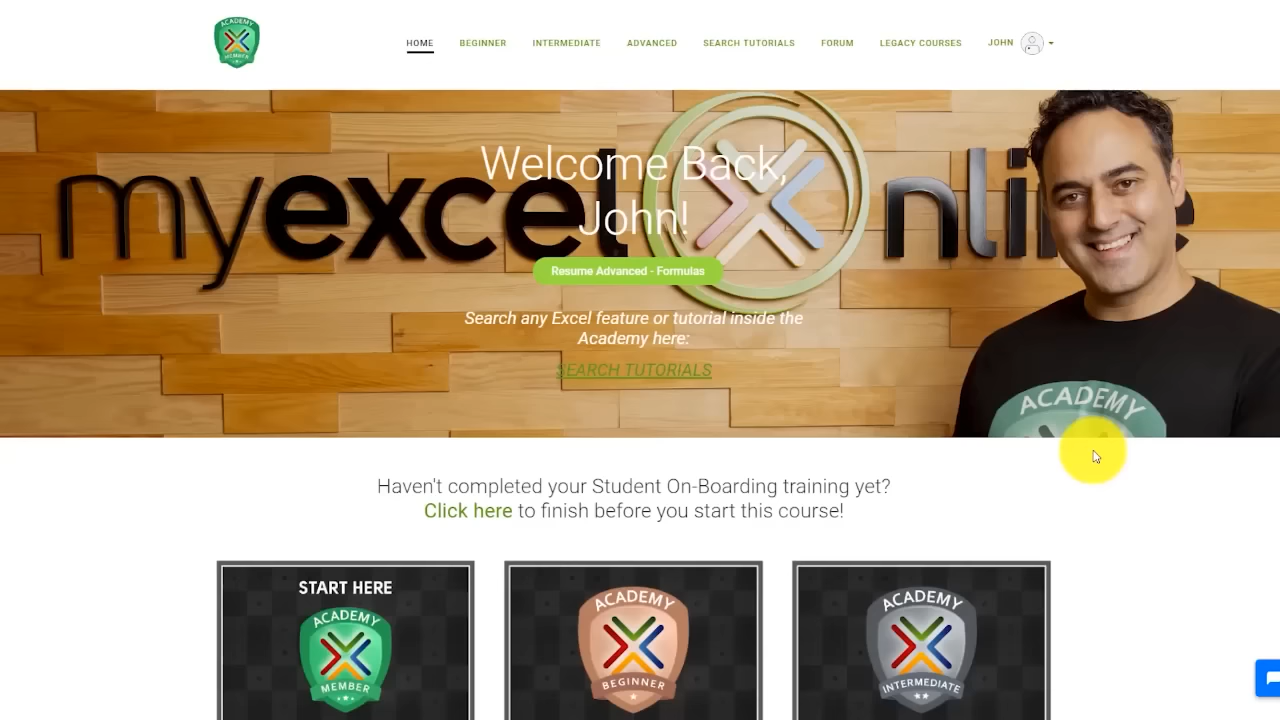 ACADEMY
MEMBER
HOME
BEGINNER
INTERMEDIATE
ADVANCED
SEARCH TUTORIALS
FORUM
LEGACY COURSES
JOHN
myexcel nli
Welcome Back,
John!
Resume Advanced - Formulas
Search any Excel feature or tutorial inside the
Academy here:
SEARCH TUTORIALS
ACADEMY
Haven't completed your Student On-Boarding training yet?
Click here to finish before you start this course!
START HERE
ACADEMY
MEMBER
ACADEMY
BEGINNER
ACADEMY
INTERMEDIATE